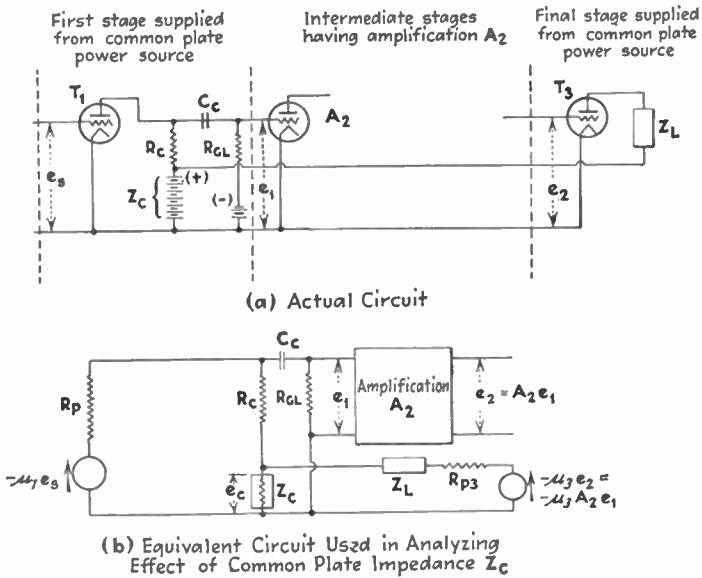 First stage supplied
from common plate
power source
Intermediate stages
having amplification A2
Final stage supplied
from common plate
power source
T1
Cc
A2
T3
ZL
Rc
RGL
es
Zc
(+)
(-)
e1
e2
(a) Actual Circuit
Cc
Rp
Rc
RGL
e1
Amplification
A2
e2 = A2e1
-μ1es
ec
Zc
ZL
Rp3
-μ3e2 =
-μ3A2e1
(b) Equivalent Circuit Used in Analyzing
Effect of Common Plate Impedance Zc